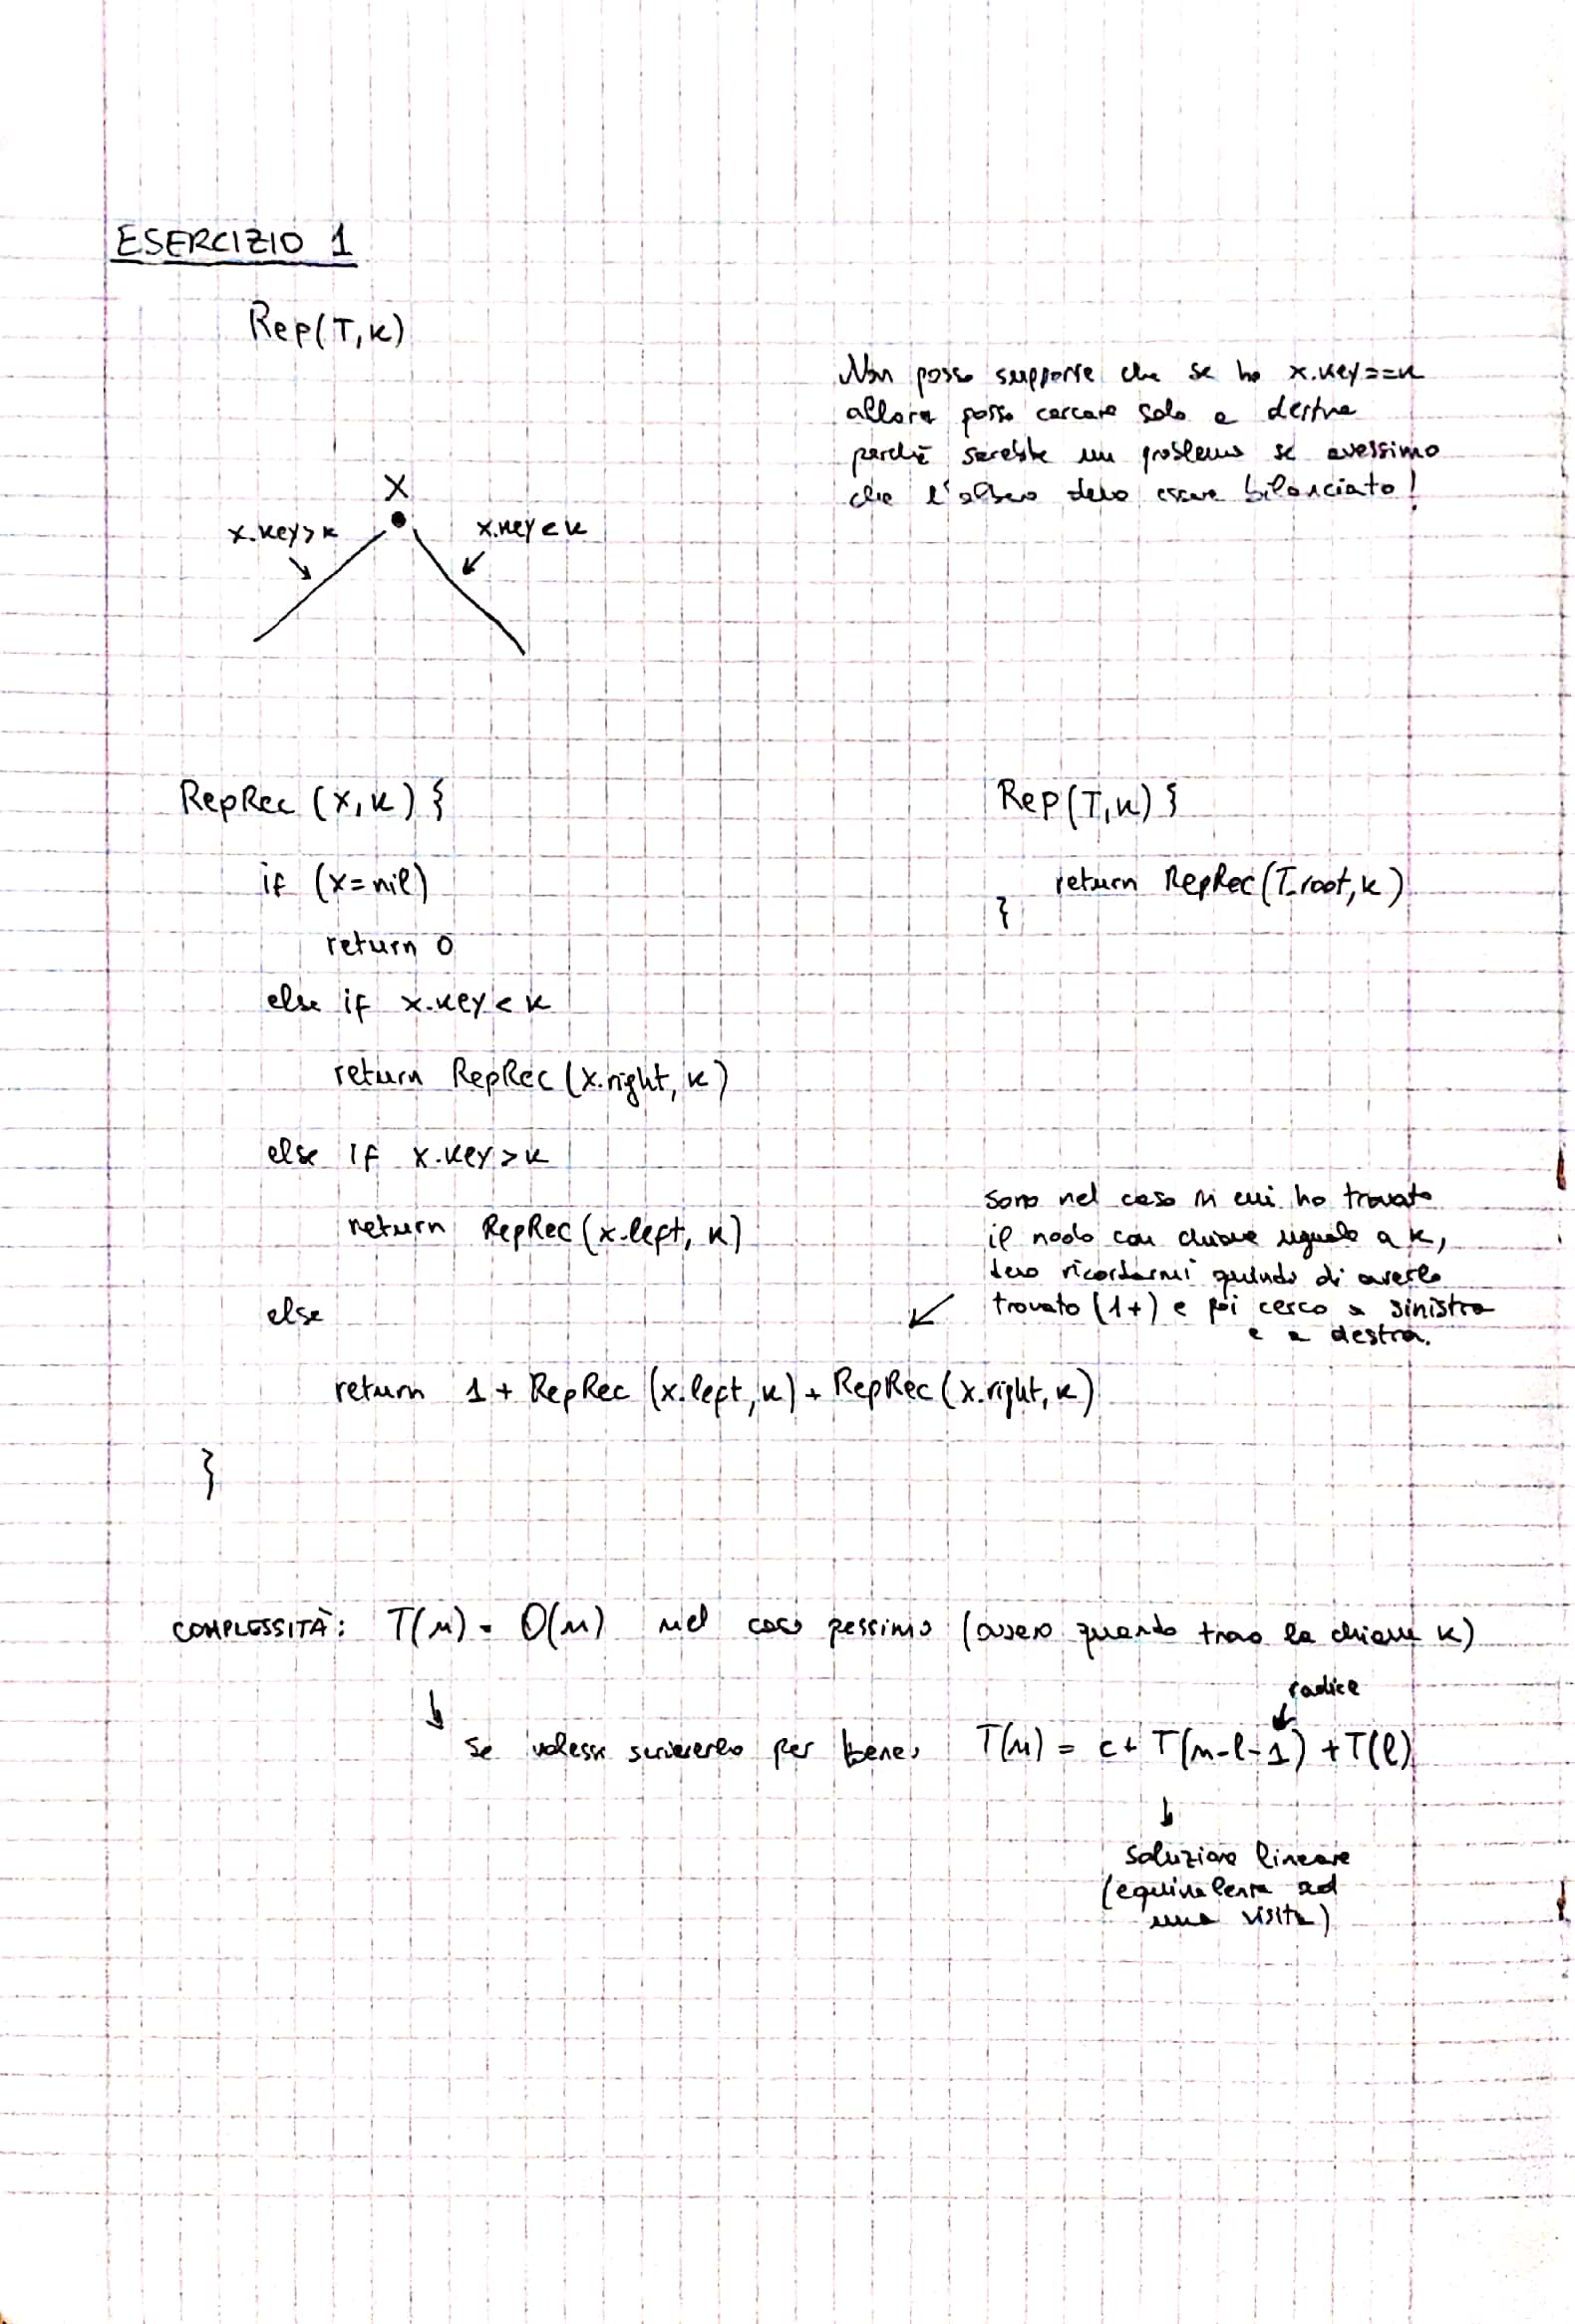 ESERCIZIO 1
Rep(T,k)
Non posso supporre che se ho x.key==k
allora posso cercare solo a destra
perchè sarebbe un problema se avessimo
che l'albero deve essere bilanciato!
X
x.key>k
x.key<k
RepRec (x,k) {
if (x=nil)
return 0
else if x.key<k
return RepRec (x.right, k)
else if x.key>k
return RepRec (x.left, k)
else
return 1 + RepRec (x.left, k) + RepRec (x.right, k)
}
Rep(T,k) {
return RepRec(T.root,k)
}
sono nel caso in cui ho trovato
il nodo con chiave uguale a k,
devo ricordarmi quindi di averlo
trovato (1+) e poi cerco a sinistra
e a destra.
COMPLESSITÀ: T(n) = O(n) nel caso pessimo (ovvero quando trovo la chiave k)
radice
se volessi scriverlo per bene, T(n) = c + T(n-l-1) + T(l)
soluzione lineare
(equivalente ad
una visita)